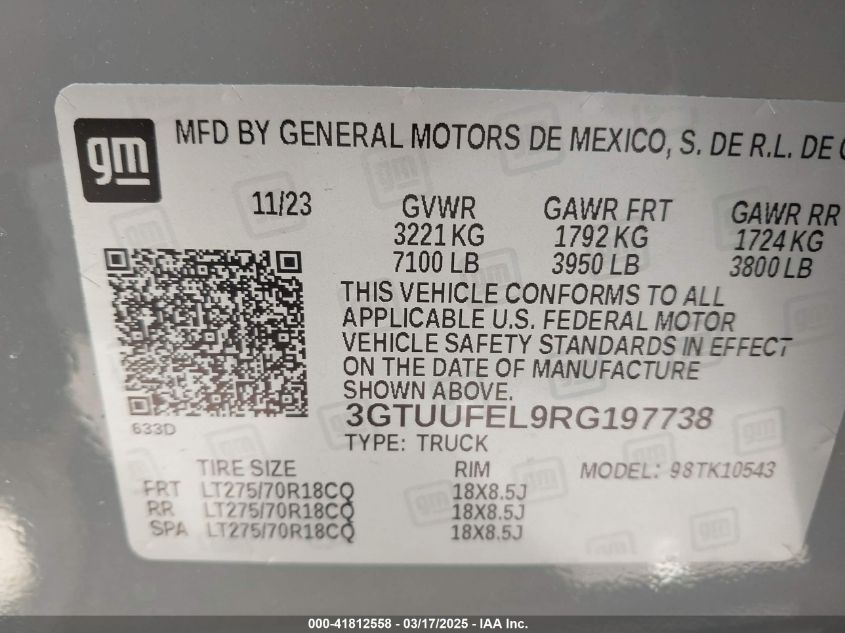 gm
MFD BY GENERAL MOTORS DE MEXICO, S. DE R.L. DE
11/23
GVWR GAWR FRT GAWR RR
3221 KG 1792 KG 1724 KG
7100 LB 3950 LB 3800 LB
THIS VEHICLE CONFORMS TO ALL
APPLICABLE U.S. FEDERAL MOTOR
VEHICLE SAFETY STANDARDS IN EFFECT
ON THE DATE OF MANUFACTURE
SHOWN ABOVE.
633D
3GTUUFEL9RG197738
TYPE: TRUCK
TIRE SIZE RIM MODEL: 98TK10543
FRT LT275/70R18CQ 18X8.5J
RR LT275/70R18CQ 18X8.5J
SPA LT275/70R18CQ 18X8.5J
000-41812558 - 03/17/2025 - IAA Inc.